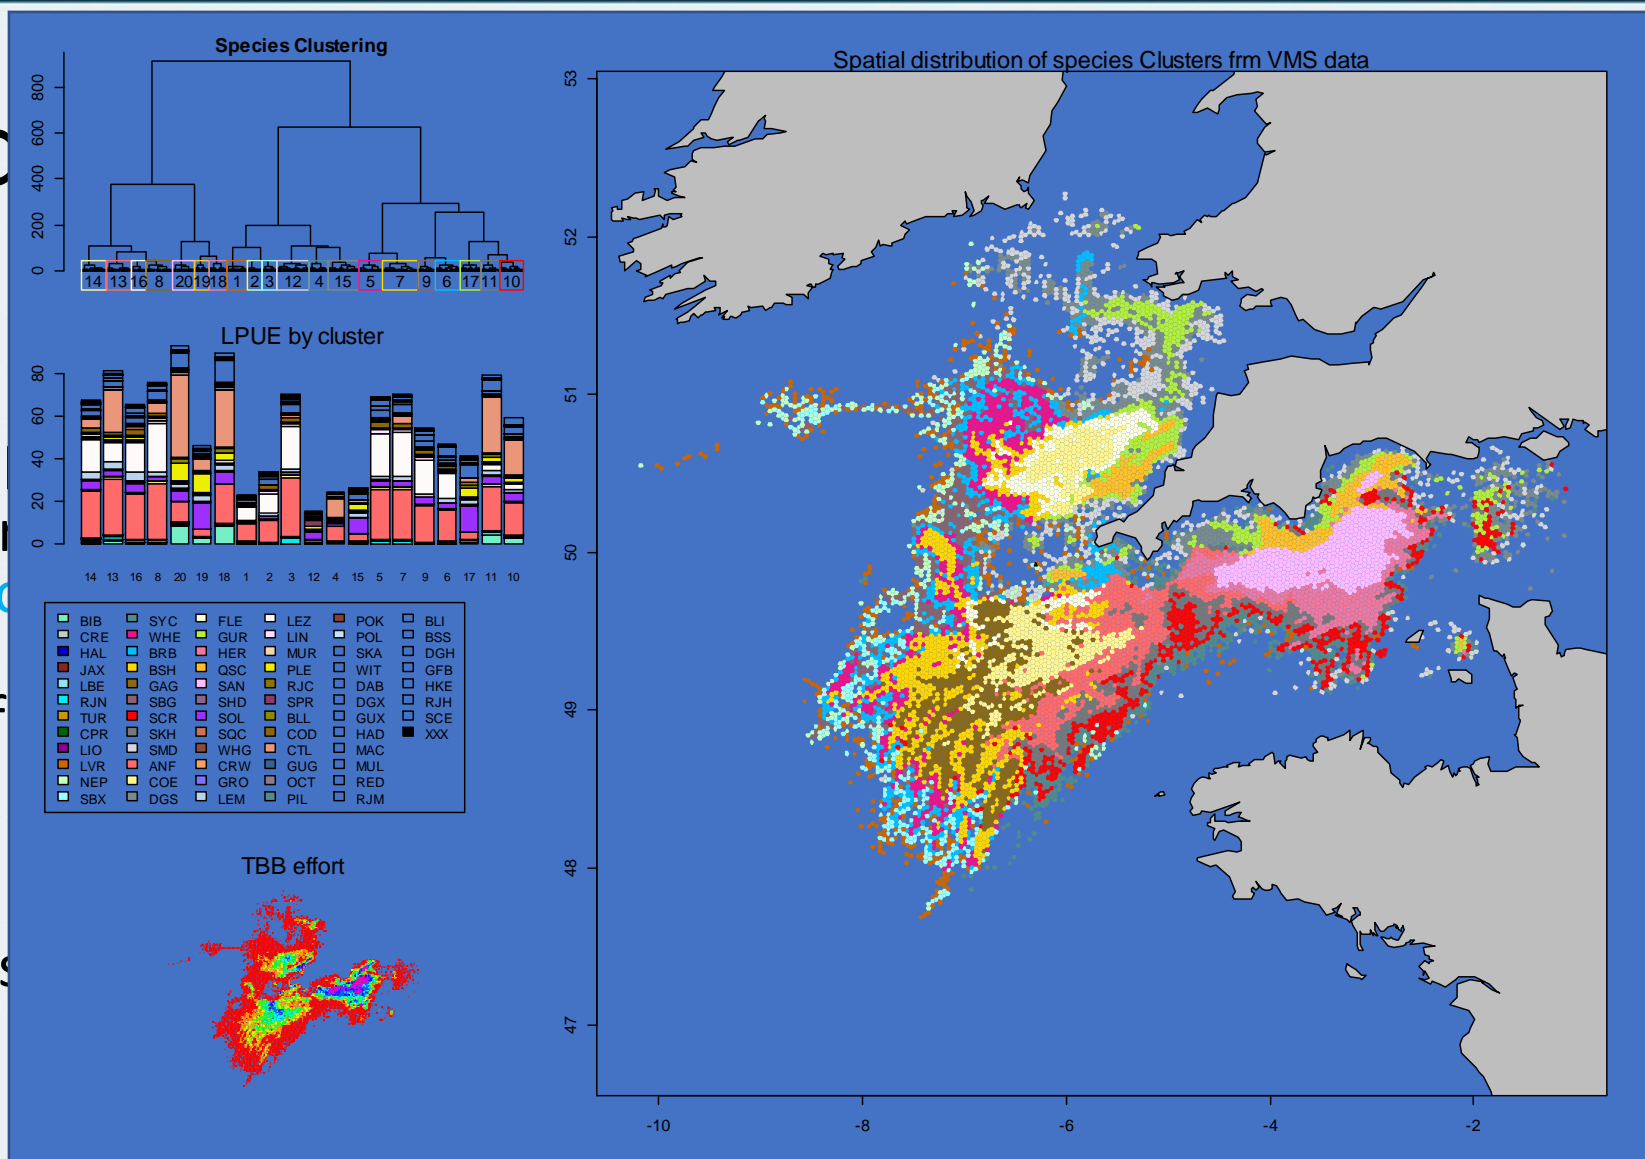 Species Clustering
800
600
400
200
0
14 13 16 8 20 19 18 1 2 3 12 4 15 5 7 9 6 17 11 10
LPUE by cluster
80
60
40
20
0
14 13 16 8 20 19 18 1 2 3 12 4 15 5 7 9 6 17 11 10
BIB SYC FLE LEZ POK BLI
CRE WHE GUR LIN POL BSS
HAL BRB HER MUR SKA DGH
JAX BSH QSC PLE WIT GFB
LBE GAG SAN RJC DAB HKE
RJN SBG SHD SPR DGX RJH
TUR SCR SOL BLL GUX SCE
CPR SKH SQC COD HAD XXX
LIO SMD WHG CTL MAC
LVR ANF CRW GUG MUL
NEP COE GRO OCT RED
SBX DGS LEM PIL RJM
TBB effort
Spatial distribution of species Clusters frm VMS data
53
52
51
50
49
48
47
-10 -8 -6 -4 -2